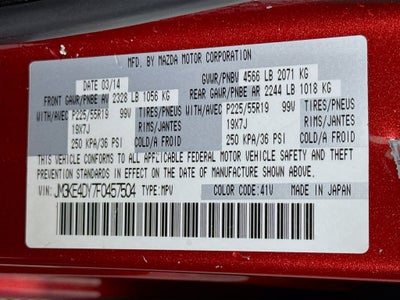 MFD. BY MAZDA MOTOR CORPORATION
DATE 03/14 GVWR/PNBV 4566 LB 2071 KG
FRONT GAWR/PNBE AV 2328 LB 1056 KG REAR GAWR/PNBE AR 2244 LB 1018 KG
WITH/AVEC P225/55R19 99V TIRES/PNEUS WITH/AVEC P225/55R19 99V TIRES/PNEUS
19X7J RIMS/JANTES 19X7J RIMS/JANTES
250 KPA/36 PSI COLD/A FROID 250 KPA/36 PSI COLD/A FROID
THIS VEHICLE CONFORMS TO ALL APPLICABLE FEDERAL MOTOR VEHICLE SAFETY AND THEFT
PREVENTION STANDARDS IN EFFECT ON THE DATE OF MANUFACTURE SHOWN ABOVE.
VIN: JM3KE4DY7F0457504 TYPE: MPV COLOR CODE: 41V MADE IN JAPAN